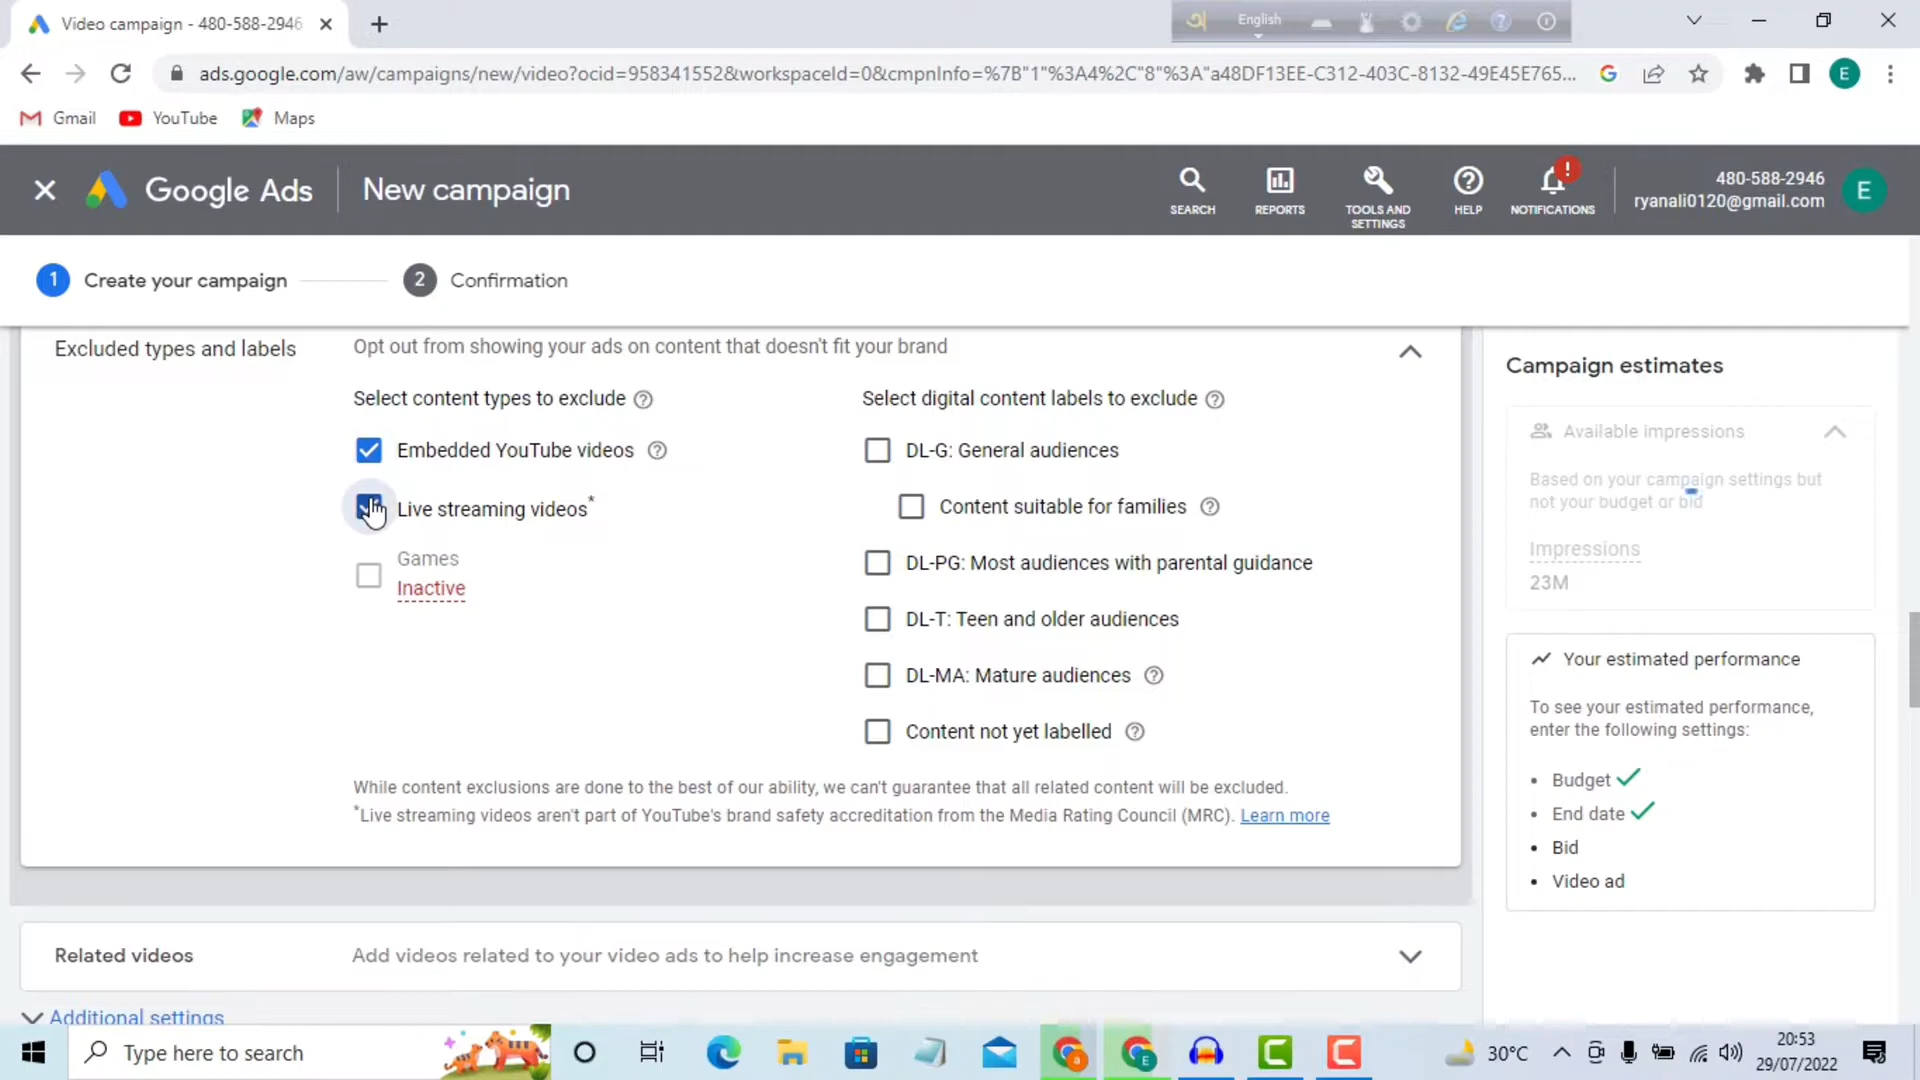 Video campaign - 480-588-2946
English
ads.google.com/aw/campaigns/new/video?ocid=958341552&workspaceId=0&cmpnInfo=%7B"1"%3A4%2C"8"%3A"a48DF13EE-C312-403C-8132-49E45E765...
E
Gmail
YouTube
Maps
Google Ads
New campaign
SEARCH
REPORTS
TOOLS AND
SETTINGS
HELP
NOTIFICATIONS
480-588-2946
ryanali0120@gmail.com
E
1 Create your campaign
2 Confirmation
Excluded types and labels
Opt out from showing your ads on content that doesn't fit your brand
Select content types to exclude
Embedded YouTube videos
Live streaming videos*
Games
Inactive
Select digital content labels to exclude
DL-G: General audiences
Content suitable for families
DL-PG: Most audiences with parental guidance
DL-T: Teen and older audiences
DL-MA: Mature audiences
Content not yet labelled
While content exclusions are done to the best of our ability, we can't guarantee that all related content will be excluded.
*Live streaming videos aren't part of YouTube's brand safety accreditation from the Media Rating Council (MRC). Learn more
Campaign estimates
Available impressions
Based on your campaign settings but
not your budget or bid
Impressions
23M
Your estimated performance
To see your estimated performance,
enter the following settings:
• Budget
• End date
• Bid
• Video ad
Related videos
Add videos related to your video ads to help increase engagement
Additional settings
Type here to search
30°C
20:53
29/07/2022